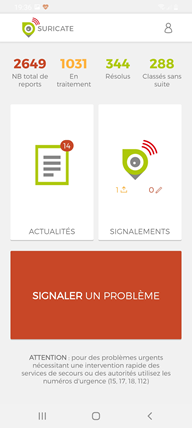 SURICATE
2649 1031 344 288
NB total de En Résolus Classés sans
reports traitement suite
14
1 0
ACTUALITÉS SIGNALEMENTS
SIGNALER UN PROBLÈME
ATTENTION : pour des problèmes urgents
nécessitant une intervention rapide des
services de secours ou des autorités utilisez les
numéros d'urgence (15, 17, 18, 112)